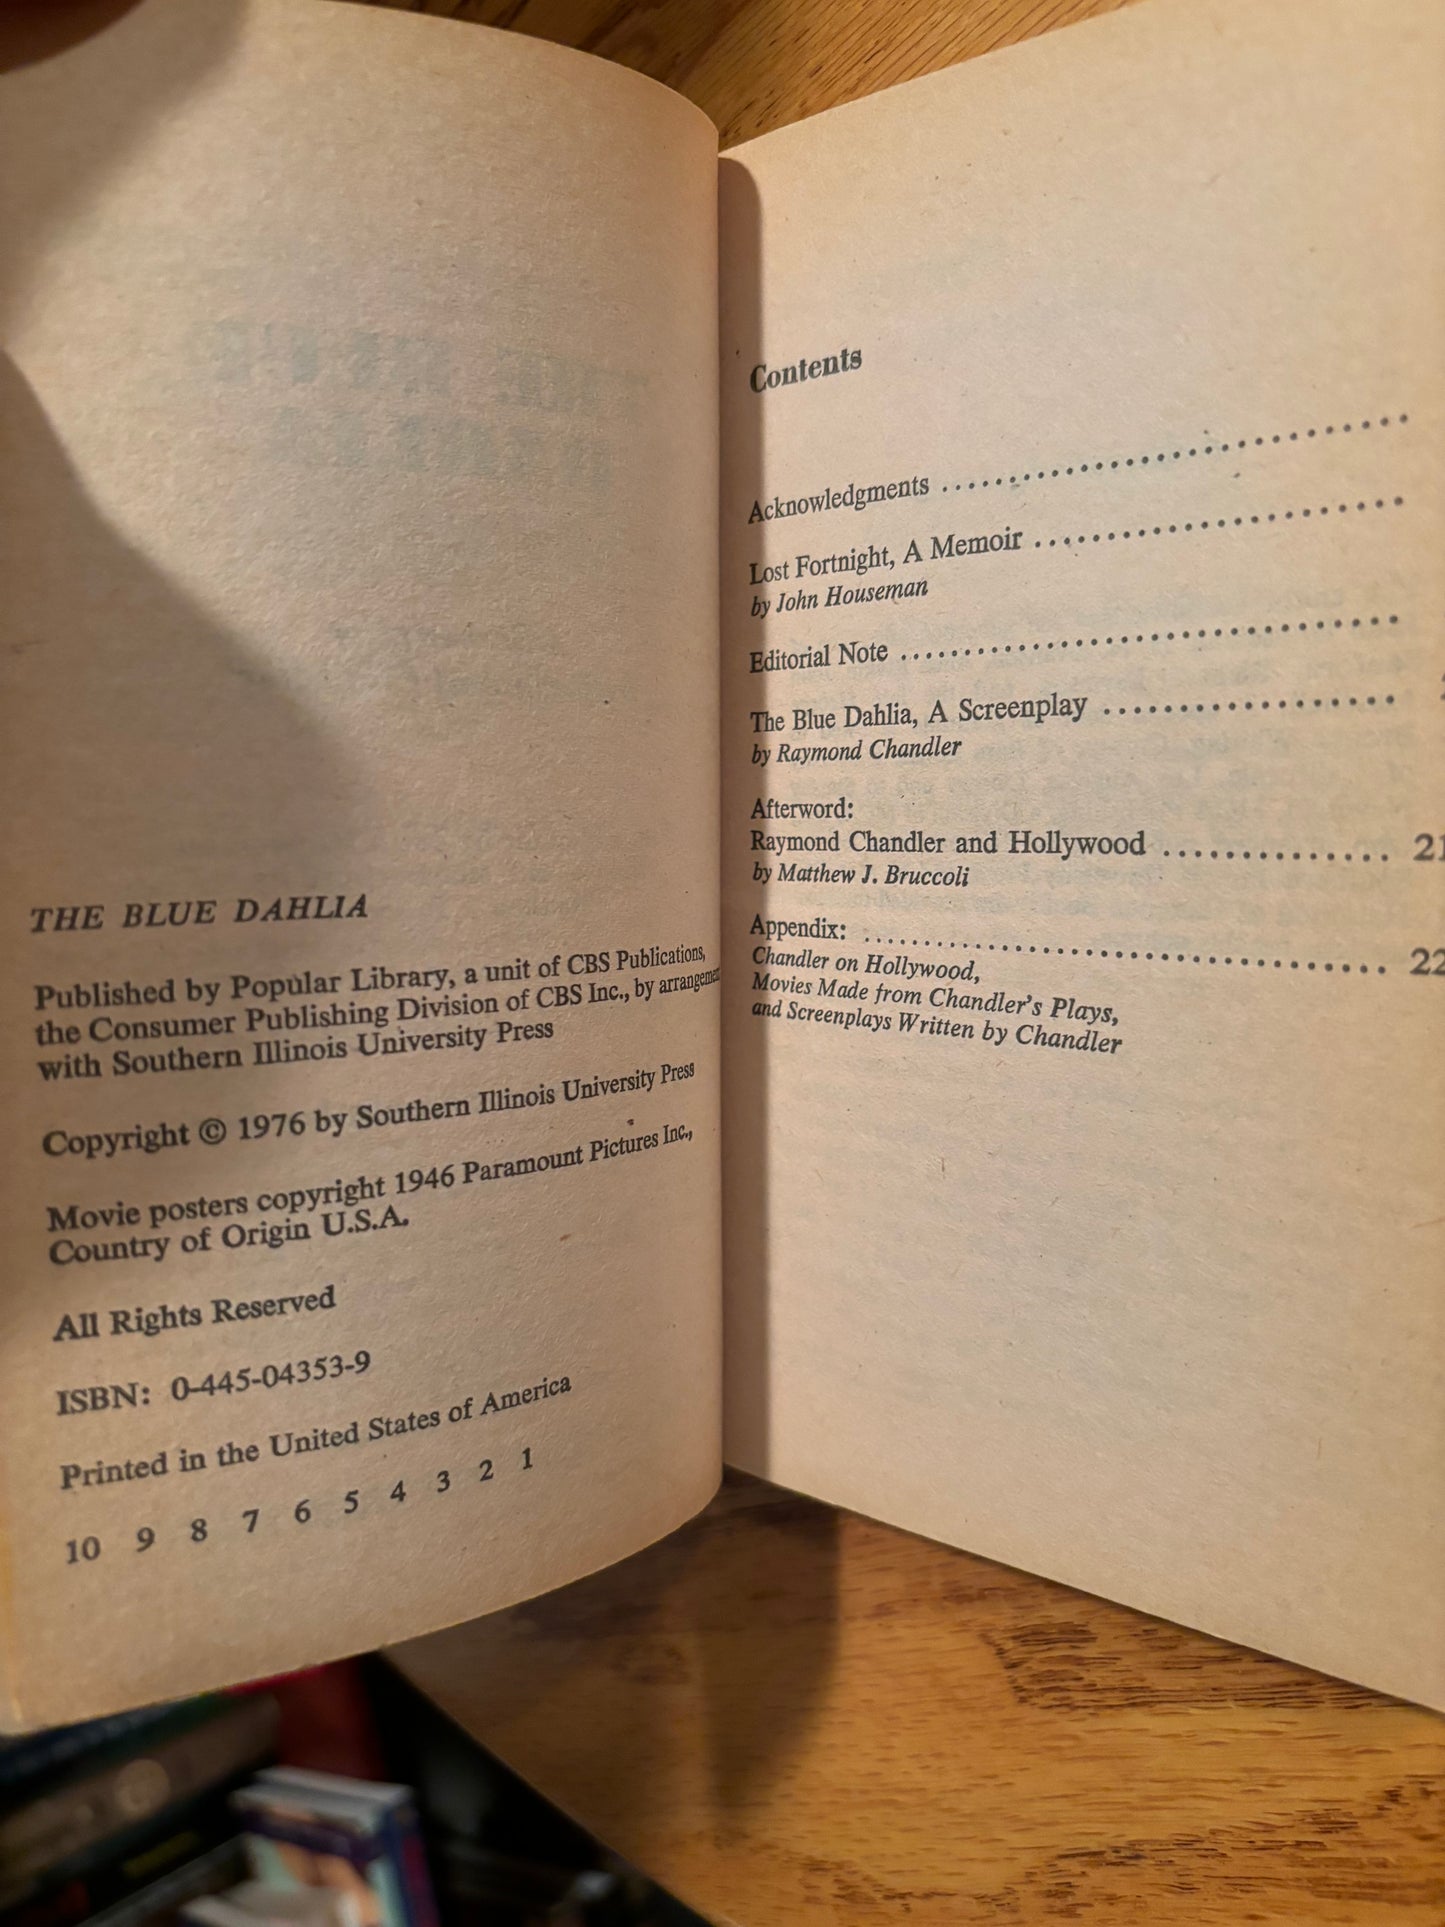 THE BLUE DAHLIA
Published by Popular Library, a unit of CBS Publications,
the Consumer Publishing Division of CBS Inc., by arrangement
with Southern Illinois University Press
Copyright © 1976 by Southern Illinois University Press
Movie posters copyright 1946 Paramount Pictures Inc.,
Country of Origin U.S.A.
All Rights Reserved
ISBN: 0-445-04353-9
Printed in the United States of America
10 9 8 7 6 5 4 3 2 1
Contents
Acknowledgments ..............................
Lost Fortnight, A Memoir ..........................
by John Houseman
Editorial Note ..............................
The Blue Dahlia, A Screenplay ...................
by Raymond Chandler
Afterword:
Raymond Chandler and Hollywood .............. 21
by Matthew J. Bruccoli
Appendix: .............................. 22
Chandler on Hollywood,
Movies Made from Chandler's Plays,
and Screenplays Written by Chandler